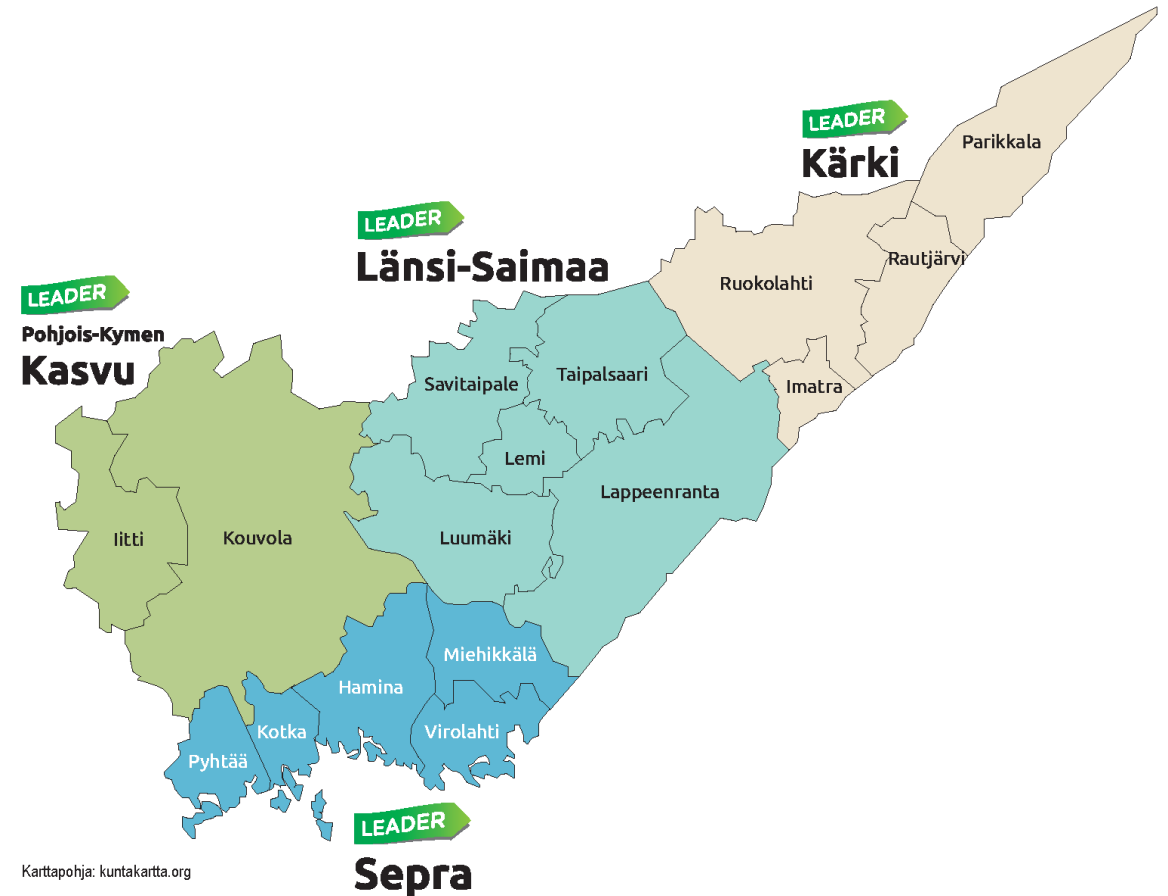 LEADER
Kärki
Parikkala
LEADER
Länsi-Saimaa
Rautjärvi
Ruokolahti
LEADER
Pohjois-Kymen
Kasvu
Savitaipale
Taipalsaari
Imatra
Lemi
Lappeenranta
Iitti
Kouvola
Luumäki
Miehikkälä
Hamina
Kotka
Virolahti
Pyhtää
LEADER
Sepra
Karttapohja: kuntakartta.org